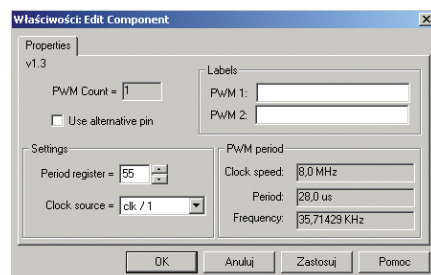 Właściwości: Edit Component
Properties
v1.3
PWM Count = 1
Use alternative pin
Labels
PWM 1:
PWM 2:
Settings
Period register = 55
Clock source = clk / 1
PWM period
Clock speed: 8,0 MHz
Period: 28,0 us
Frequency: 35,71429 KHz
OK Anuluj Zastosuj Pomoc